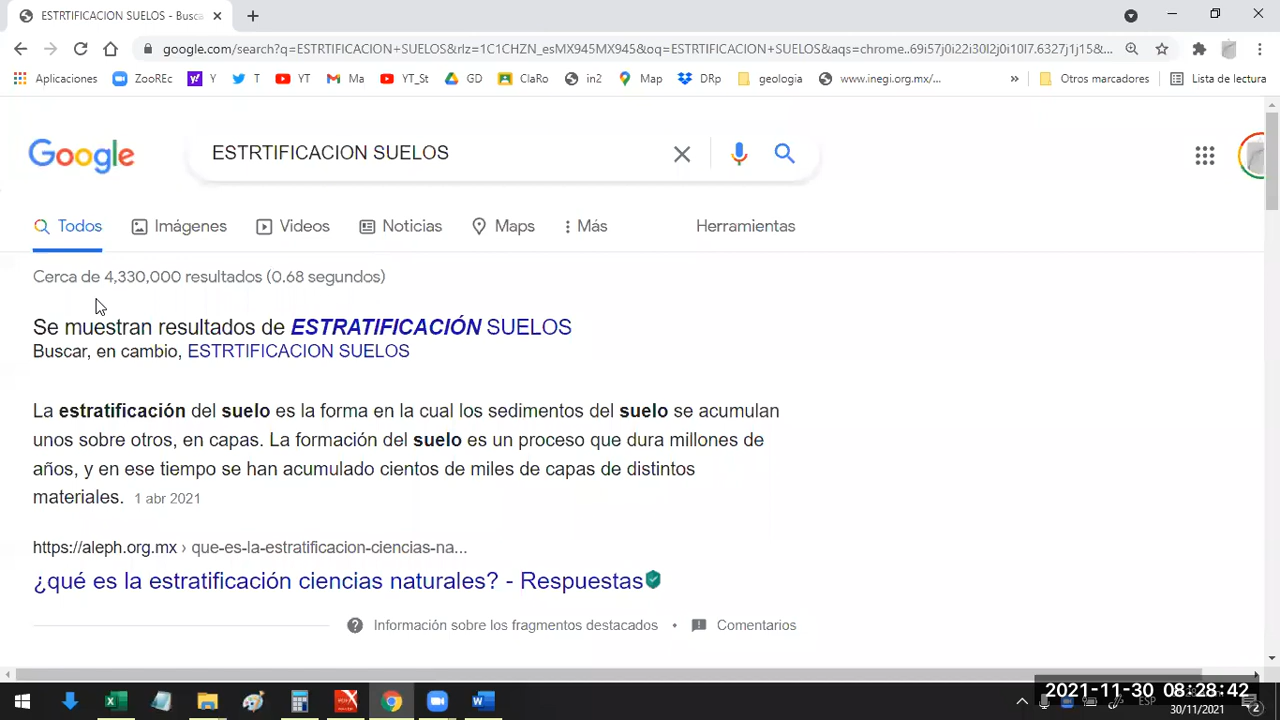 ESTRTIFICACION SUELOS - Busca
google.com/search?q=ESTRTIFICACION+SUELOS&rlz=1C1CHZN_esMX945MX945&oq=ESTRTIFICACION+SUELOS&aqs=chrome..69i57j0i22i30l2j0i10l7.6327j1j15&...
Aplicaciones ZooREc Y T YT Ma YT_St GD ClaRo in2 Map DRp geologia www.inegi.org.mx/... » Otros marcadores Lista de lectura
Google ESTRTIFICACION SUELOS
Todos Imágenes Videos Noticias Maps Más Herramientas
Cerca de 4,330,000 resultados (0.68 segundos)
Se muestran resultados de ESTRATIFICACIÓN SUELOS
Buscar, en cambio, ESTRTIFICACION SUELOS
La estratificación del suelo es la forma en la cual los sedimentos del suelo se acumulan
unos sobre otros, en capas. La formación del suelo es un proceso que dura millones de
años, y en ese tiempo se han acumulado cientos de miles de capas de distintos
materiales. 1 abr 2021
https://aleph.org.mx › que-es-la-estratificacion-ciencias-na...
¿qué es la estratificación ciencias naturales? - Respuestas
Información sobre los fragmentos destacados • Comentarios
2021-11-30 08:28:42
ESP
30/11/2021
2